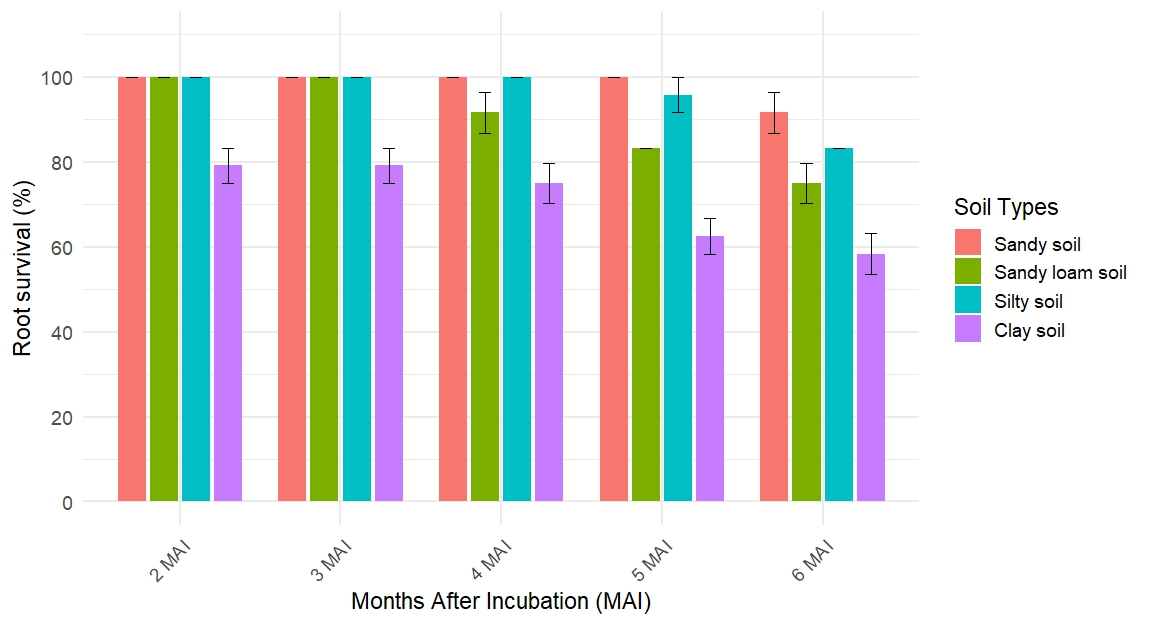 Root survival (%)
100
80
60
40
20
0
2 MAI
3 MAI
4 MAI
5 MAI
6 MAI
Months After Incubation (MAI)
Soil Types
Sandy soil
Sandy loam soil
Silty soil
Clay soil